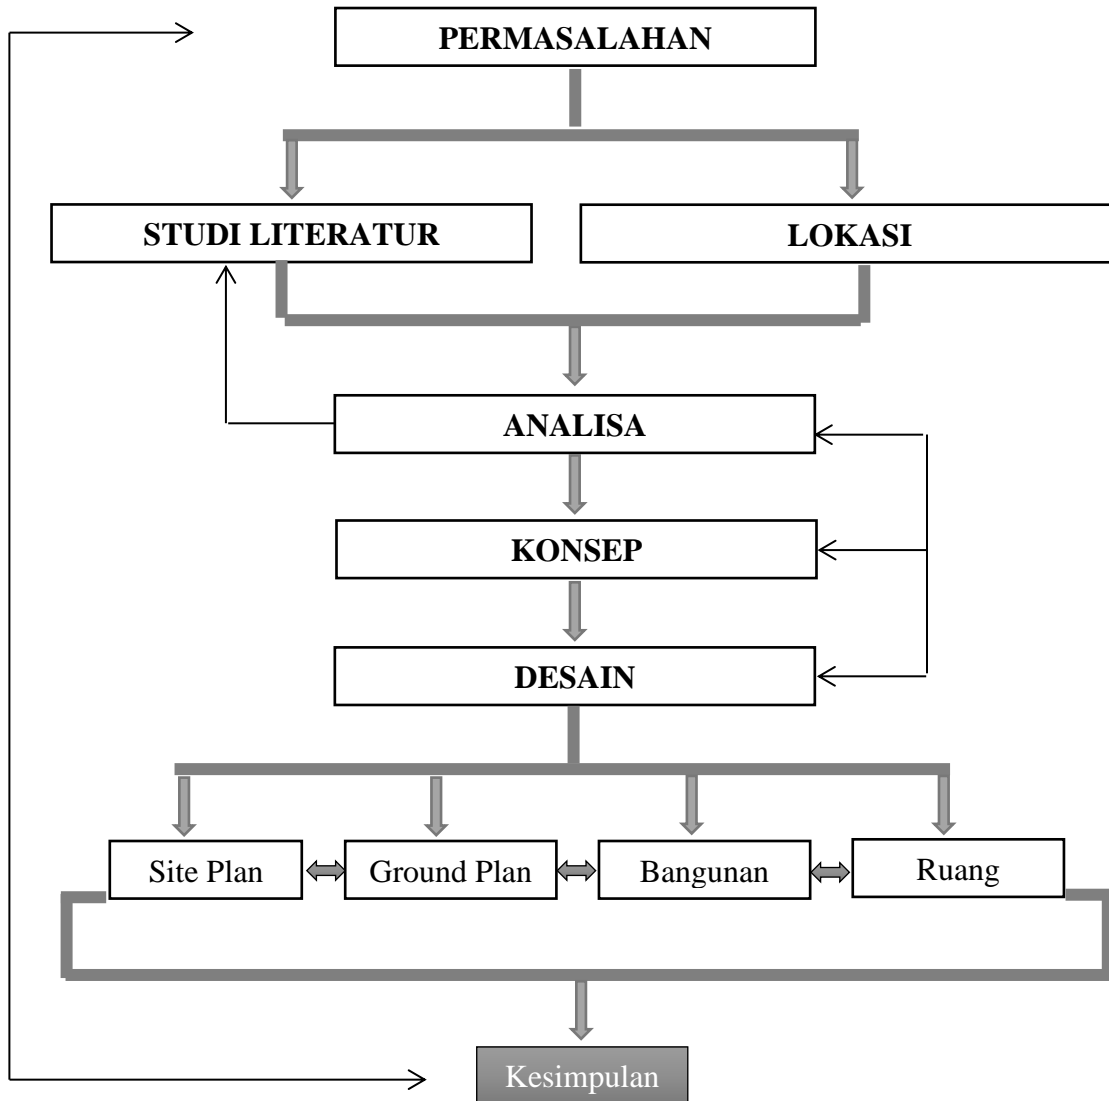 PERMASALAHAN
STUDI LITERATUR
LOKASI
ANALISA
KONSEP
DESAIN
Site Plan
Ground Plan
Bangunan
Ruang
Kesimpulan